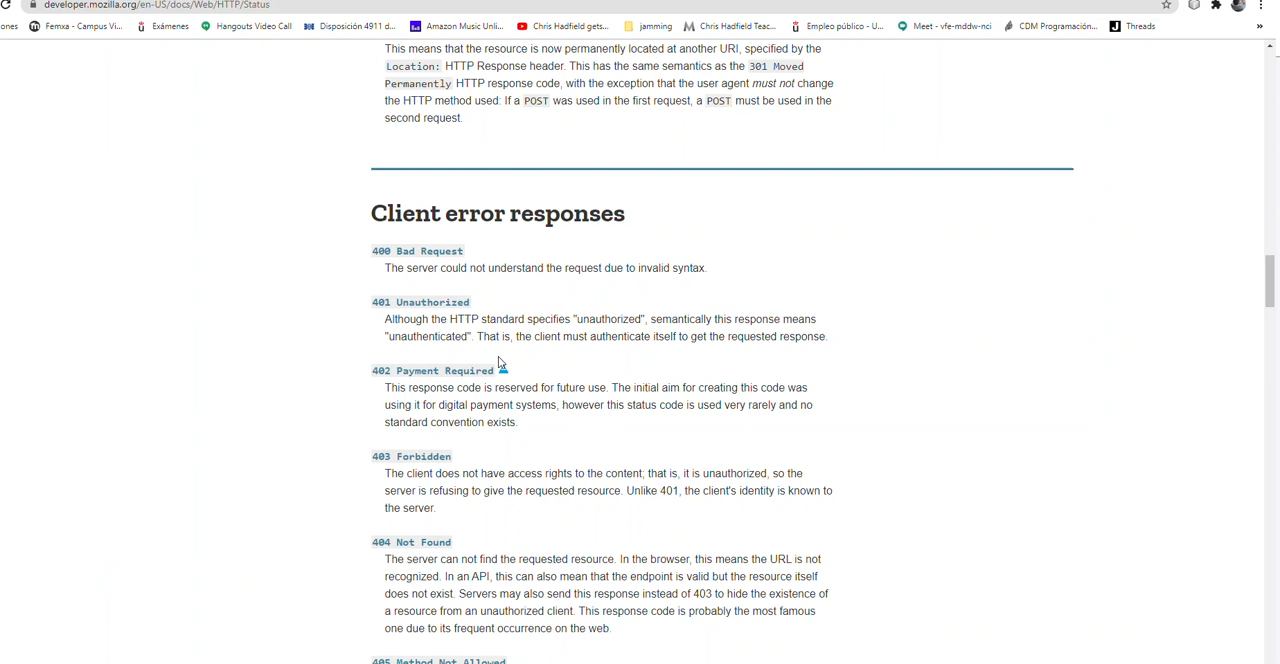 developer.mozilla.org/en-US/docs/Web/HTTP/Status
ones Femxa - Campus Vi... Exámenes Hangouts Video Call Disposición 4911 d... Amazon Music Unli... Chris Hadfield gets... jamming Chris Hadfield Teac... Empleo público - U... Meet - vfe-mddw-nci CDM Programación... Threads »
This means that the resource is now permanently located at another URI, specified by the
Location: HTTP Response header. This has the same semantics as the 301 Moved
Permanently HTTP response code, with the exception that the user agent must not change
the HTTP method used: If a POST was used in the first request, a POST must be used in the
second request.
Client error responses
400 Bad Request
The server could not understand the request due to invalid syntax.
401 Unauthorized
Although the HTTP standard specifies "unauthorized", semantically this response means
"unauthenticated". That is, the client must authenticate itself to get the requested response.
402 Payment Required
This response code is reserved for future use. The initial aim for creating this code was
using it for digital payment systems, however this status code is used very rarely and no
standard convention exists.
403 Forbidden
The client does not have access rights to the content; that is, it is unauthorized, so the
server is refusing to give the requested resource. Unlike 401, the client's identity is known to
the server.
404 Not Found
The server can not find the requested resource. In the browser, this means the URL is not
recognized. In an API, this can also mean that the endpoint is valid but the resource itself
does not exist. Servers may also send this response instead of 403 to hide the existence of
a resource from an unauthorized client. This response code is probably the most famous
one due to its frequent occurrence on the web.
405 Method Not Allowed